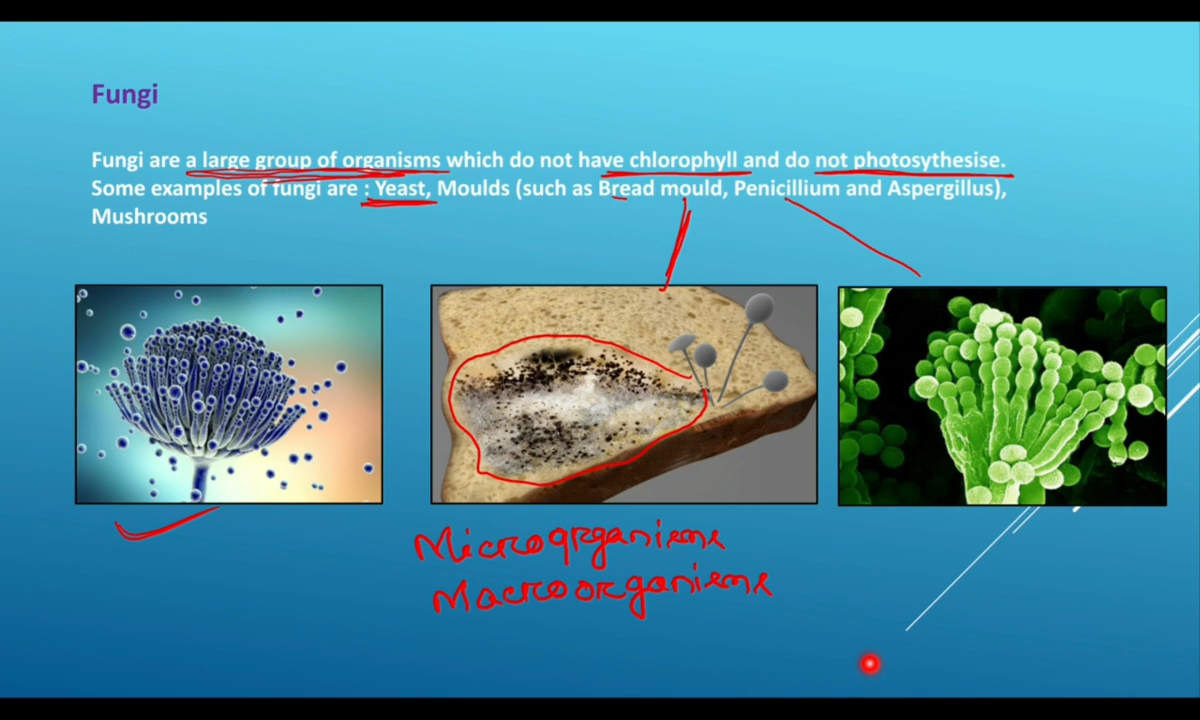 Fungi
Fungi are a large group of organisms which do not have chlorophyll and do not photosythesise.
Some examples of fungi are : Yeast, Moulds (such as Bread mould, Penicillium and Aspergillus),
Mushrooms
Microorganisms
Macroorganisms